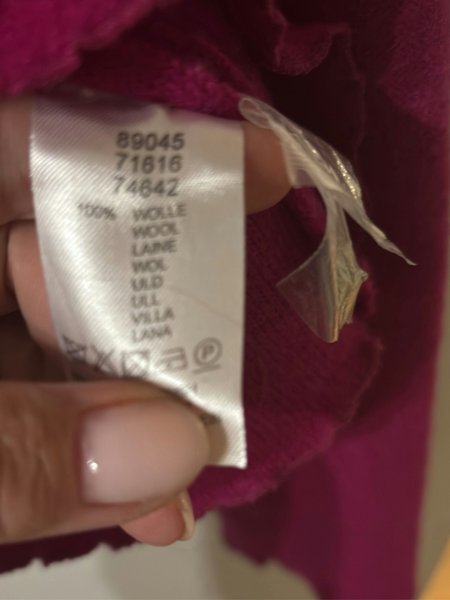 89045
71616
74642
100% WOLLE
WOOL
LAINE
WOL
ULD
ULL
VILLA
LANA
P